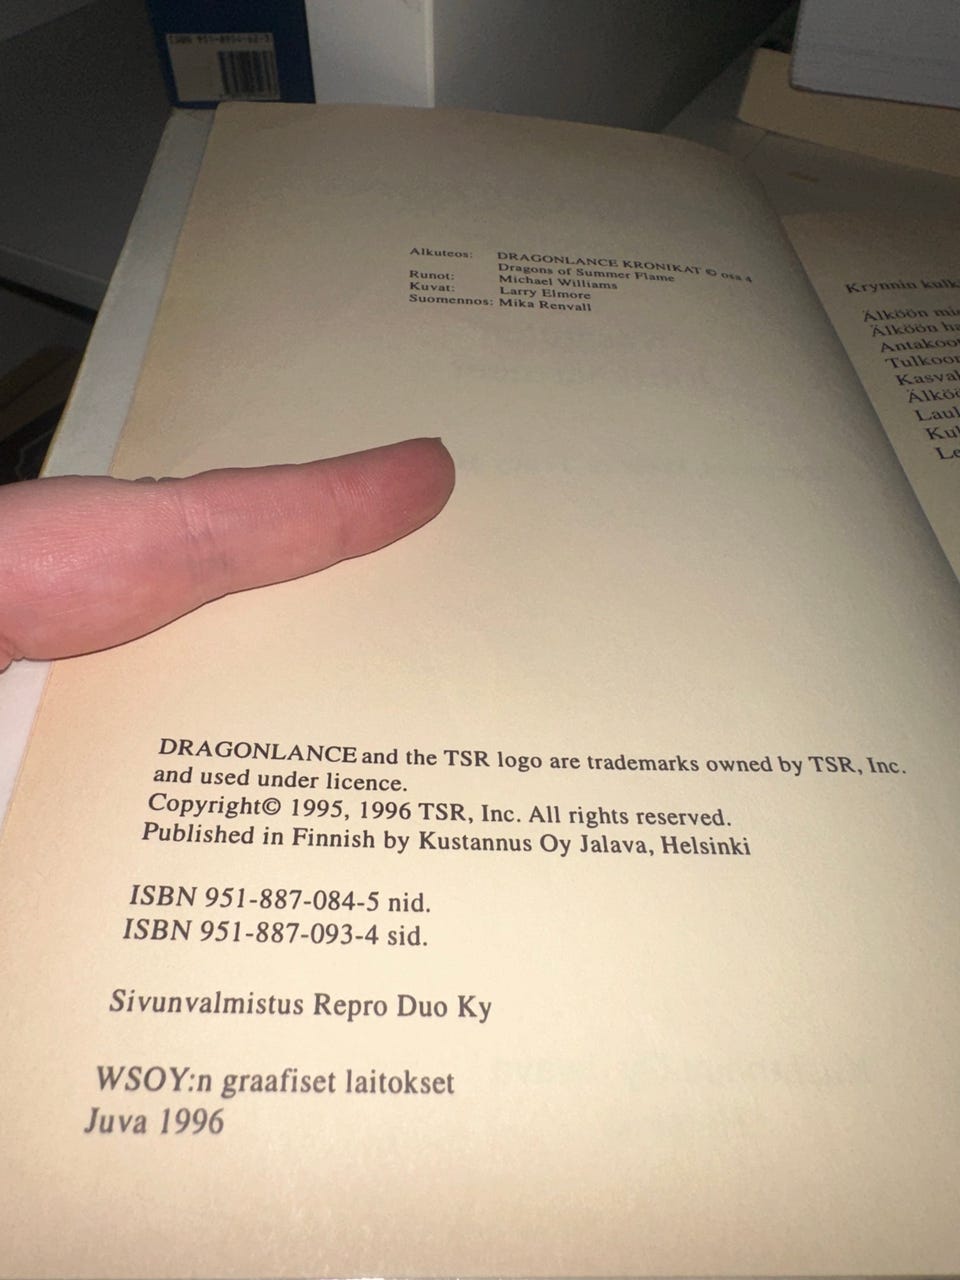 Alkuteos: DRAGONLANCE KRONIKAT © osa 4
Dragons of Summer Flame
Runot: Michael Williams
Kuvat: Larry Elmore
Suomennos: Mika Renvall
DRAGONLANCE and the TSR logo are trademarks owned by TSR, Inc.
and used under licence.
Copyright© 1995, 1996 TSR, Inc. All rights reserved.
Published in Finnish by Kustannus Oy Jalava, Helsinki
ISBN 951-887-084-5 nid.
ISBN 951-887-093-4 sid.
Sivunvalmistus Repro Duo Ky
WSOY:n graafiset laitokset
Juva 1996
Krynnin
Älköön
Älköön